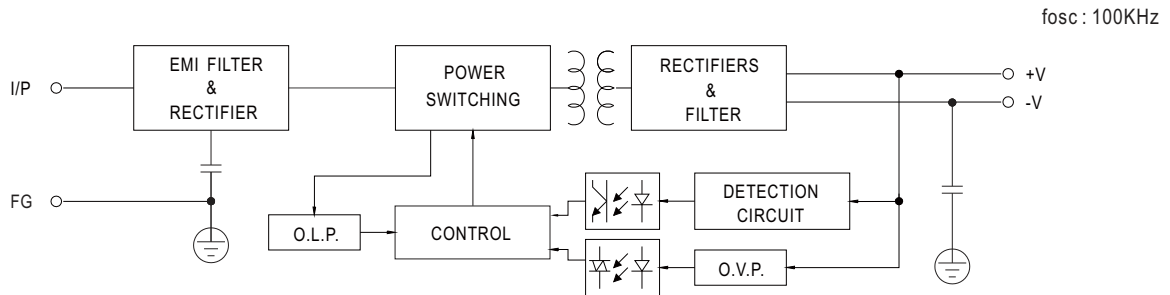 fosc : 100KHz
I/P
EMI FILTER
&
RECTIFIER
POWER
SWITCHING
RECTIFIERS
&
FILTER
+V
-V
FG
O.L.P.
CONTROL
DETECTION
CIRCUIT
O.V.P.